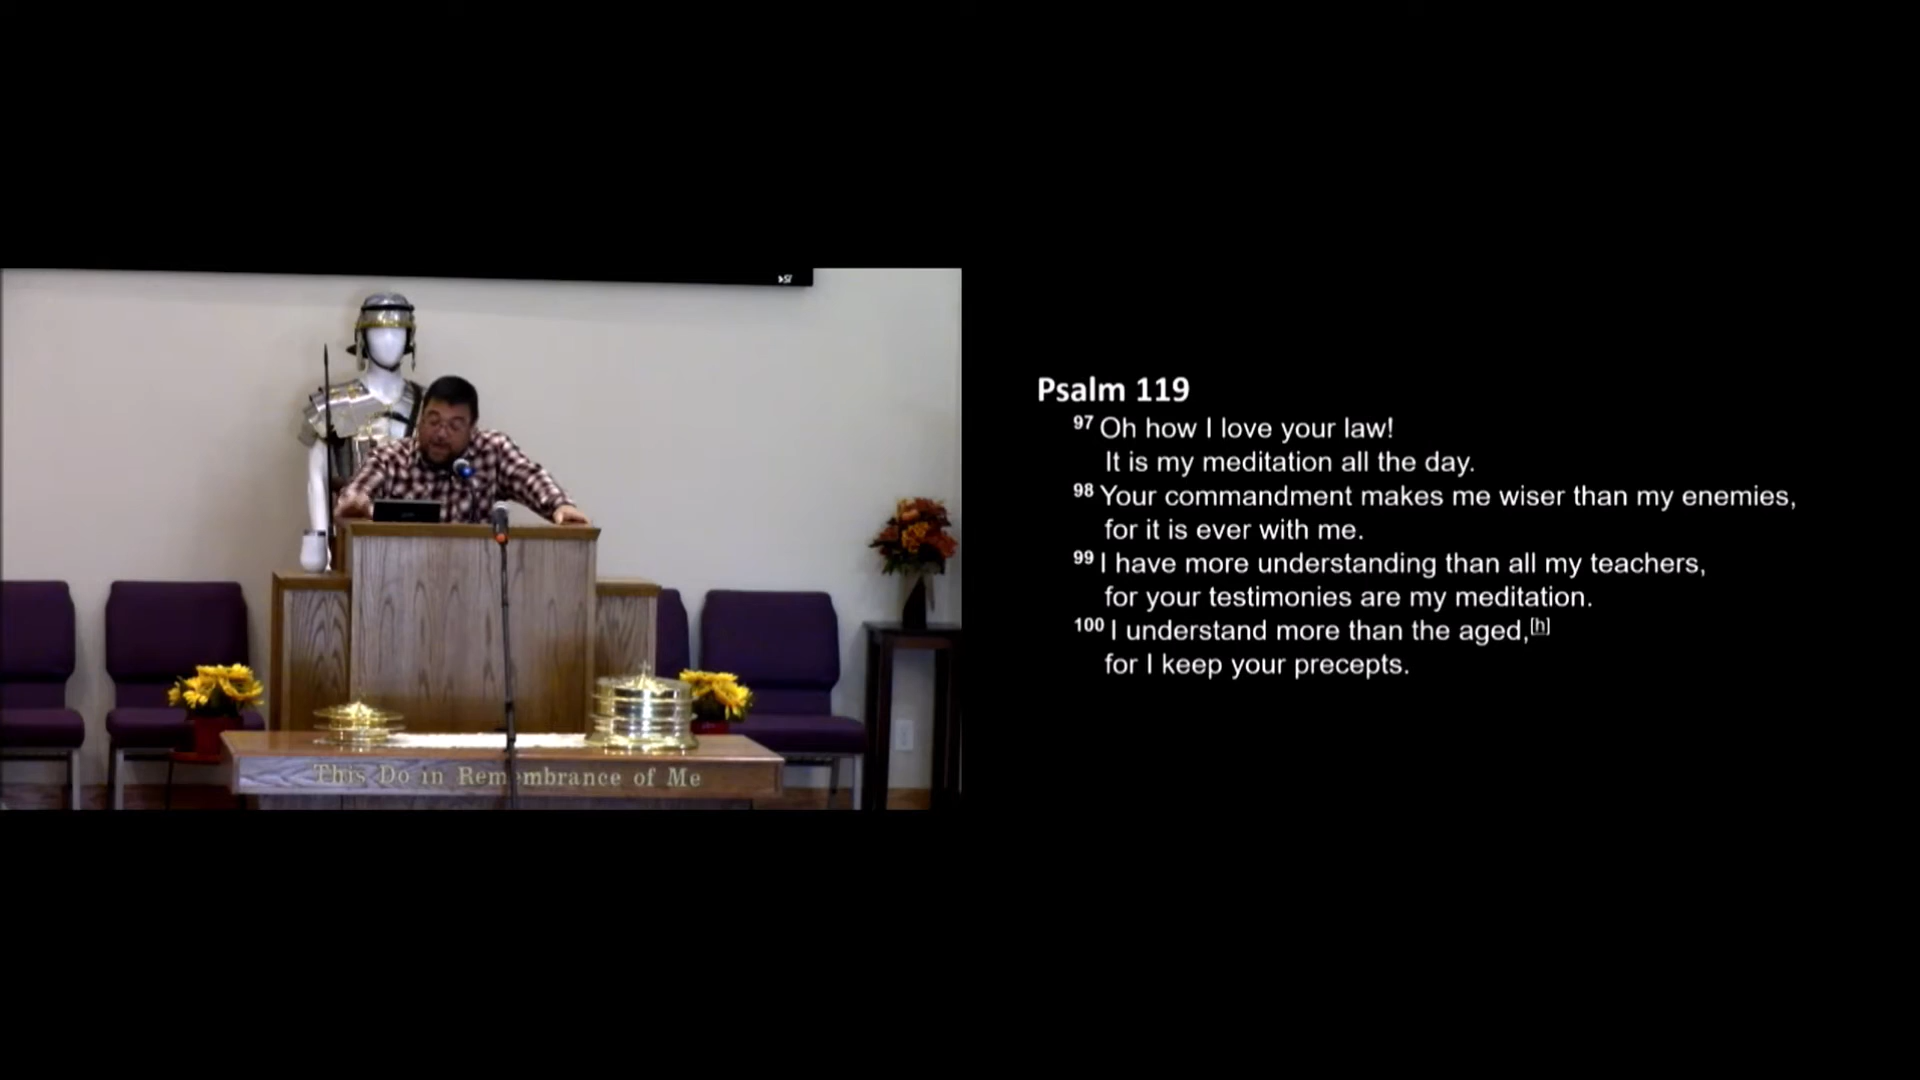 Psalm 119
97 Oh how I love your law!
It is my meditation all the day.
98 Your commandment makes me wiser than my enemies,
for it is ever with me.
99 I have more understanding than all my teachers,
for your testimonies are my meditation.
100 I understand more than the aged,[h]
for I keep your precepts.
This Do in Remembrance of Me